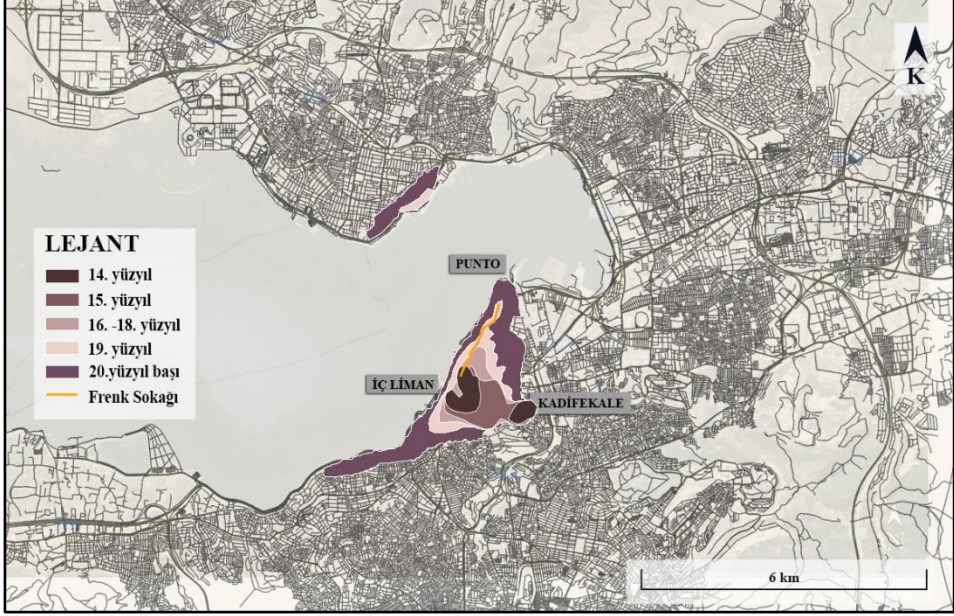 K
PUNTO
LEJANT
14. yüzyıl
15. yüzyıl
16. -18. yüzyıl
19. yüzyıl
20.yüzyıl başı
Frenk Sokağı
İÇ LİMAN
KADİFEKALE
6 km